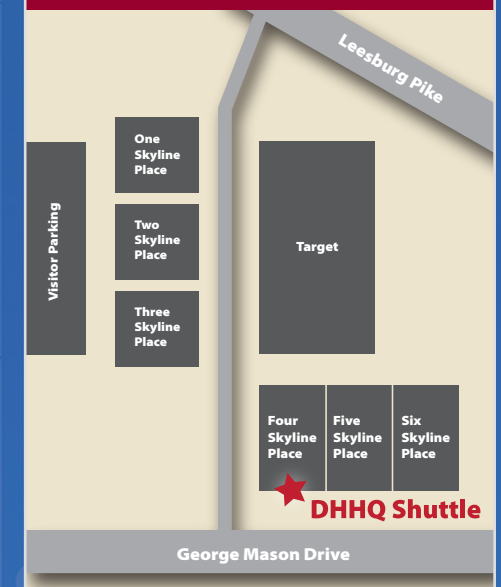 Leesburg Pike
One
Skyline
Place
Visitor Parking
Two
Skyline
Place
Target
Three
Skyline
Place
Four
Skyline
Place
Five
Skyline
Place
Six
Skyline
Place
DHHQ Shuttle
George Mason Drive